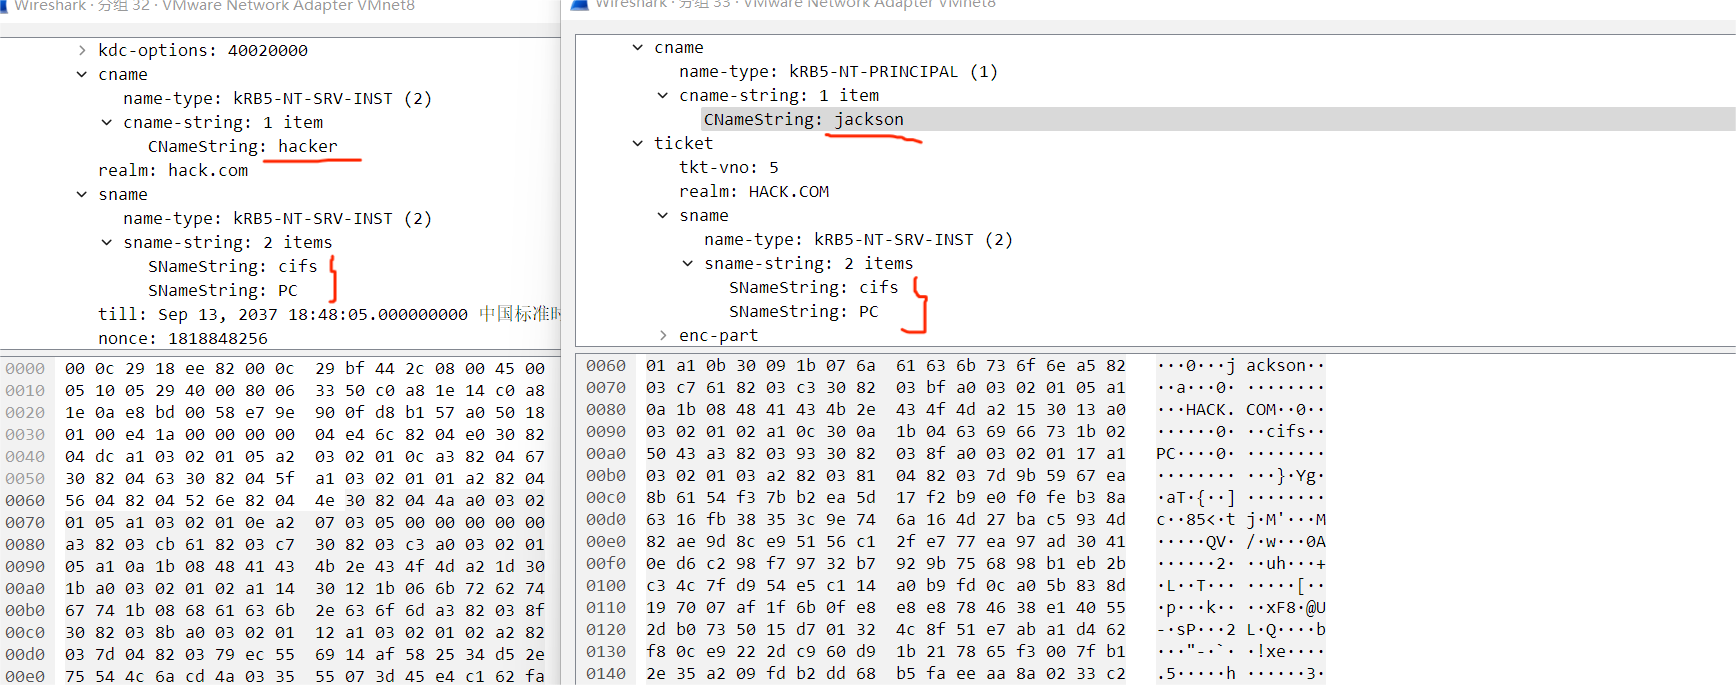 Wireshark · 分组 32 · VMware Network Adapter VMnet8
kdc-options: 40020000
cname
name-type: kRB5-NT-SRV-INST (2)
cname-string: 1 item
CNameString: hacker
realm: hack.com
sname
name-type: kRB5-NT-SRV-INST (2)
sname-string: 2 items
SNameString: cifs
SNameString: PC
till: Sep 13, 2037 18:48:05.000000000 中国标准时
nonce: 1818848256
0000 00 0c 29 18 ee 82 00 0c 29 bf 44 2c 08 00 45 00
0010 05 10 05 29 40 00 80 06 33 50 c0 a8 1e 14 c0 a8
0020 1e 0a e8 bd 00 58 e7 9e 90 0f d8 b1 57 a0 50 18
0030 01 00 e4 1a 00 00 00 00 04 e4 6c 82 04 e0 30 82
0040 04 dc a1 03 02 01 05 a2 03 02 01 0c a3 82 04 67
0050 30 82 04 63 30 82 04 5f a1 03 02 01 01 a2 82 04
0060 56 04 82 04 52 6e 82 04 4e 30 82 04 4a a0 03 02
0070 01 05 a1 03 02 01 0e a2 07 03 05 00 00 00 00 00
0080 a3 82 03 cb 61 82 03 c7 30 82 03 c3 a0 03 02 01
0090 05 a1 0a 1b 08 48 41 43 4b 2e 43 4f 4d a2 1d 30
00a0 1b a0 03 02 01 02 a1 14 30 12 1b 06 6b 72 62 74
00b0 67 74 1b 08 68 61 63 6b 2e 63 6f 6d a3 82 03 8f
00c0 30 82 03 8b a0 03 02 01 12 a1 03 02 01 02 a2 82
00d0 03 7d 04 82 03 79 ec 55 69 14 af 58 25 34 d5 2e
00e0 75 54 4c 6a cd 4a 03 35 55 07 3d 45 e4 c1 62 fa
Wireshark · 分组 33 · VMware Network Adapter VMnet8
cname
name-type: kRB5-NT-PRINCIPAL (1)
cname-string: 1 item
CNameString: jackson
ticket
tkt-vno: 5
realm: HACK.COM
sname
name-type: kRB5-NT-SRV-INST (2)
sname-string: 2 items
SNameString: cifs
SNameString: PC
enc-part
0060 01 a1 0b 30 09 1b 07 6a 61 63 6b 73 6f 6e a5 82 ···0···j ackson··
0070 03 c7 61 82 03 c3 30 82 03 bf a0 03 02 01 05 a1 ··a···0· ········
0080 0a 1b 08 48 41 43 4b 2e 43 4f 4d a2 15 30 13 a0 ···HACK. COM··0··
0090 03 02 01 02 a1 0c 30 0a 1b 04 63 69 66 73 1b 02 ······0· ··cifs··
00a0 50 43 a3 82 03 93 30 82 03 8f a0 03 02 01 17 a1 PC····0· ········
00b0 03 02 01 03 a2 82 03 81 04 82 03 7d 9b 59 67 ea ········ ···}·Yg·
00c0 8b 61 54 f3 7b b2 ea 5d 17 f2 b9 e0 f0 fe b3 8a ·aT·{··] ········
00d0 63 16 fb 38 35 3c 9e 74 6a 16 4d 27 ba c5 93 4d c··85<·t j·M'···M
00e0 82 ae 9d 8c e9 51 56 c1 2f e7 77 ea 97 ad 30 41 ·····QV· /·w···0A
00f0 0e d6 c2 98 f7 97 32 b7 92 9b 75 68 98 b1 eb 2b ······2· ··uh···+
0100 c3 4c 7f d9 54 e5 c1 14 a0 b9 fd 0c a0 5b 83 8d ·L··T··· ·····[··
0110 19 70 07 af 1f 6b 0f e8 e8 e8 78 46 38 e1 40 55 ·p···k·· ··xF8·@U
0120 2d b0 73 50 15 d7 01 32 4c 8f 51 e7 ab a1 d4 62 -·sP···2 L·Q····b
0130 f8 0c e9 22 2d c9 60 d9 1b 21 78 65 f3 00 7f b1 ···"-·`· ·!xe····
0140 2e 35 a2 09 fd b2 dd 68 b5 fa ee aa 8a 02 33 c2 .5·····h ······3·